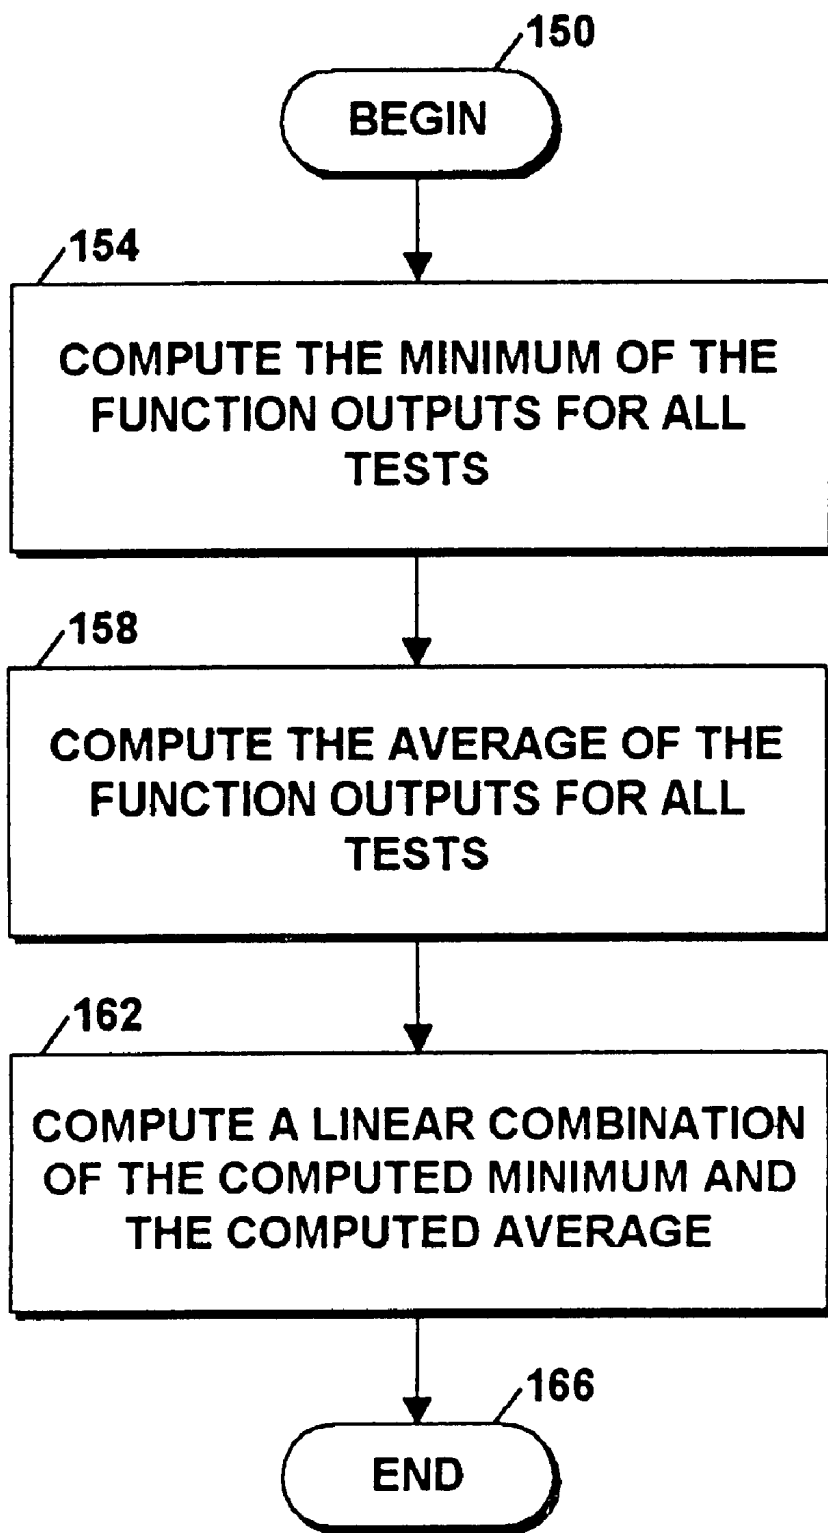 150
BEGIN
154
COMPUTE THE MINIMUM OF THE
FUNCTION OUTPUTS FOR ALL
TESTS
158
COMPUTE THE AVERAGE OF THE
FUNCTION OUTPUTS FOR ALL
TESTS
162
COMPUTE A LINEAR COMBINATION
OF THE COMPUTED MINIMUM AND
THE COMPUTED AVERAGE
166
END